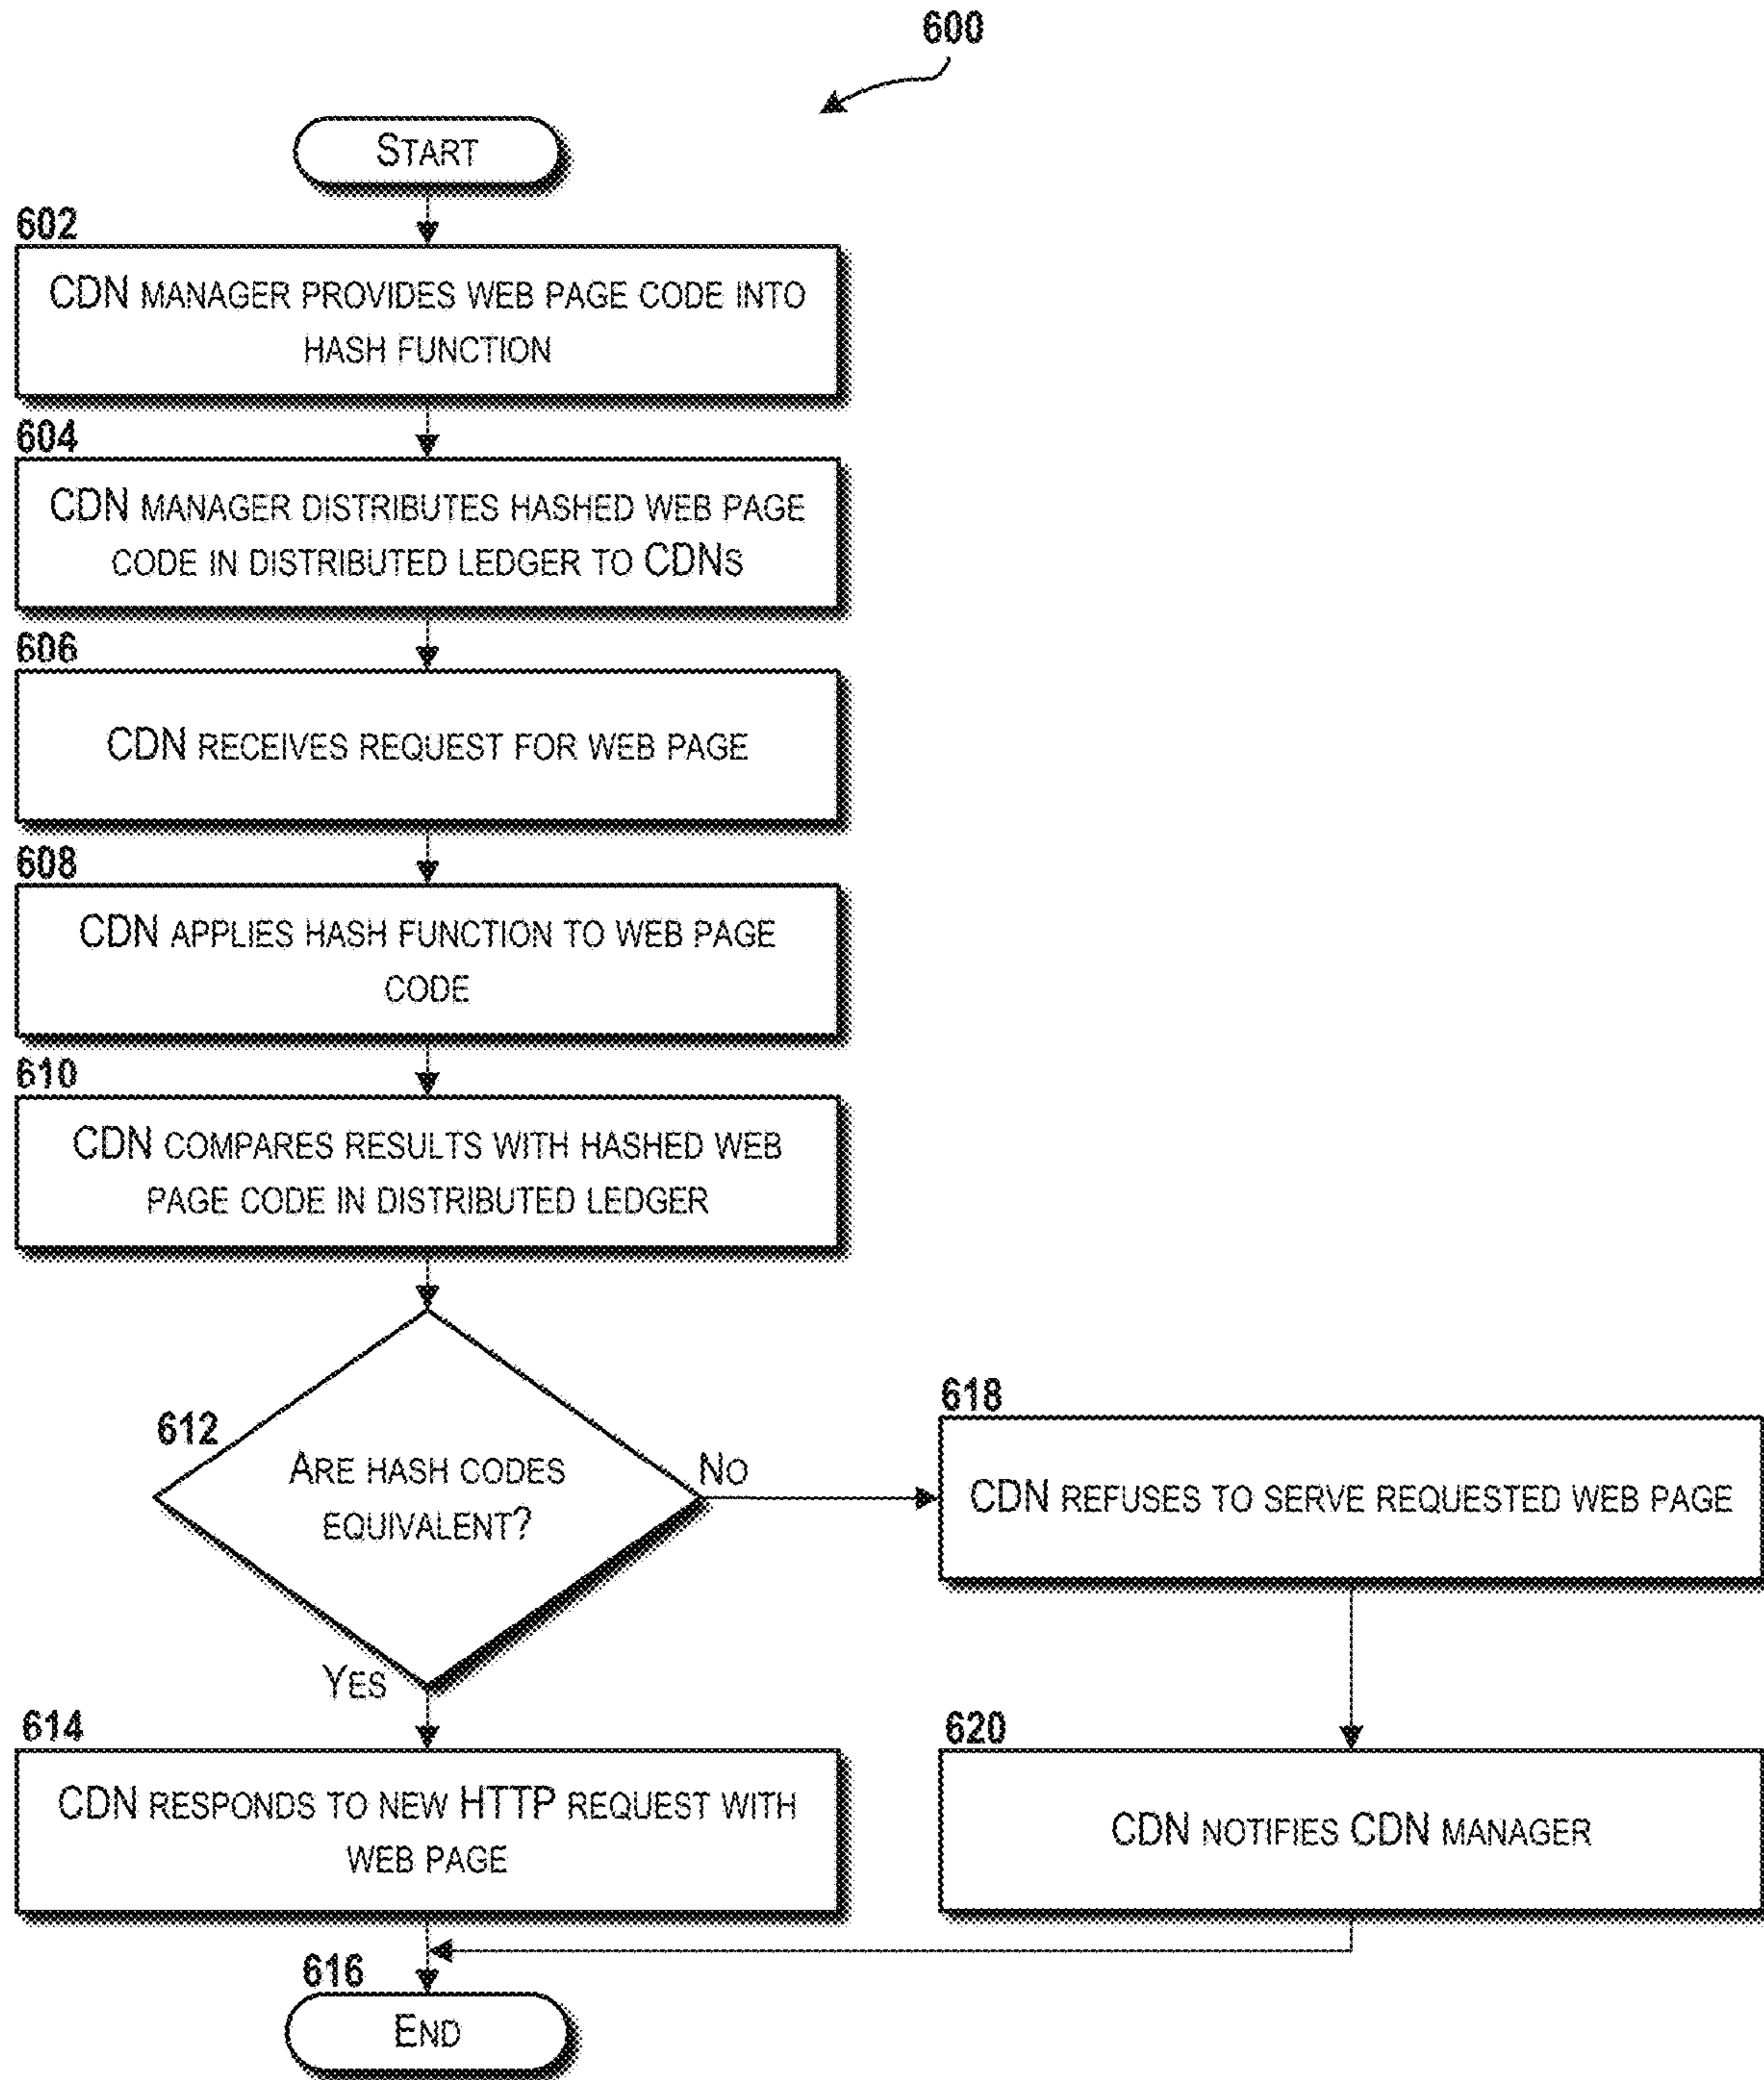 600
START
602
CDN MANAGER PROVIDES WEB PAGE CODE INTO
HASH FUNCTION
604
CDN MANAGER DISTRIBUTES HASHED WEB PAGE
CODE IN DISTRIBUTED LEDGER TO CDNS
606
CDN RECEIVES REQUEST FOR WEB PAGE
608
CDN APPLIES HASH FUNCTION TO WEB PAGE
CODE
610
CDN COMPARES RESULTS WITH HASHED WEB
PAGE CODE IN DISTRIBUTED LEDGER
612
ARE HASH CODES
EQUIVALENT?
NO
618
CDN REFUSES TO SERVE REQUESTED WEB PAGE
YES
614
CDN RESPONDS TO NEW HTTP REQUEST WITH
WEB PAGE
620
CDN NOTIFIES CDN MANAGER
616
END